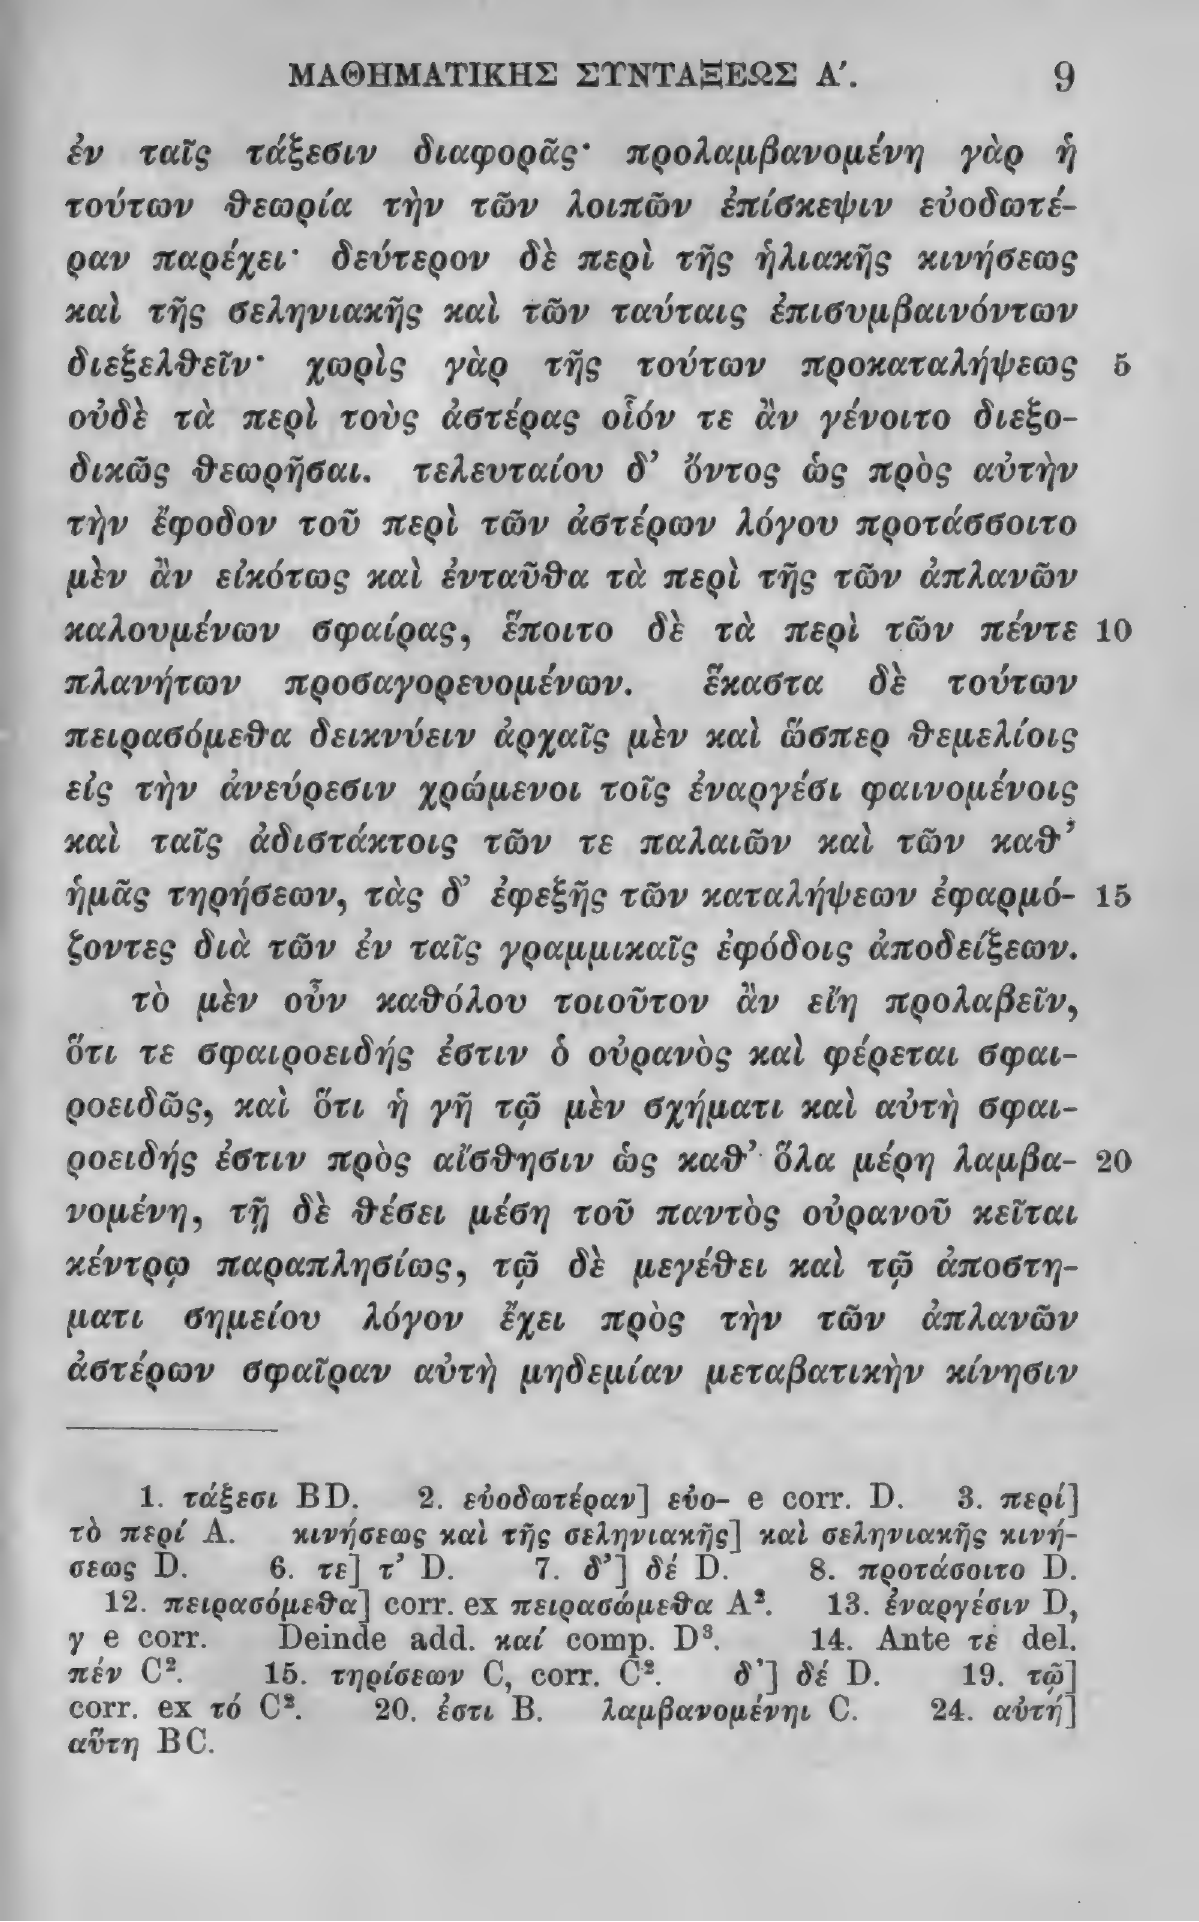 ΜΑΘΗΜΑΤΙΚΗΣ ΣΥΝΤΑΞΕΩΣ Α΄. 9
ἐν ταῖς τάξεσιν διαφορᾶς· προλαμβανομένη γὰρ ἡ
τούτων θεωρία τὴν τῶν λοιπῶν ἐπίσκεψιν εὐοδωτέ-
ραν παρέχει· δεύτερον δὲ περὶ τῆς ἡλιακῆς κινήσεως
καὶ τῆς σεληνιακῆς καὶ τῶν ταύταις ἐπισυμβαινόντων
διεξελθεῖν· χωρὶς γὰρ τῆς τούτων προκαταλήψεως 5
οὐδὲ τὰ περὶ τοὺς ἀστέρας οἷόν τε ἂν γένοιτο διεξο-
δικῶς θεωρῆσαι. τελευταίου δ’ ὄντος ὡς πρὸς αὐτὴν
τὴν ἔφοδον τοῦ περὶ τῶν ἀστέρων λόγου προτάσσοιτο
μὲν ἂν εἰκότως καὶ ἐνταῦθα τὰ περὶ τῆς τῶν ἀπλανῶν
καλουμένων σφαίρας, ἕποιτο δὲ τὰ περὶ τῶν πέντε 10
πλανήτων προσαγορευομένων. ἕκαστα δὲ τούτων
πειρασόμεθα δεικνύειν ἀρχαῖς μὲν καὶ ὥσπερ θεμελίοις
εἰς τὴν ἀνεύρεσιν χρώμενοι τοῖς ἐναργέσι φαινομένοις
καὶ ταῖς ἀδιστάκτοις τῶν τε παλαιῶν καὶ τῶν καθ’
ἡμᾶς τηρήσεων, τὰς δ’ ἐφεξῆς τῶν καταλήψεων ἐφαρμό- 15
ζοντες διὰ τῶν ἐν ταῖς γραμμικαῖς ἐφόδοις ἀποδείξεων.
τὸ μὲν οὖν καθόλου τοιοῦτον ἂν εἴη προλαβεῖν,
ὅτι τε σφαιροειδής ἐστιν ὁ οὐρανὸς καὶ φέρεται σφαι-
ροειδῶς, καὶ ὅτι ἡ γῆ τῷ μὲν σχήματι καὶ αὐτὴ σφαι-
ροειδής ἐστιν πρὸς αἴσθησιν ὡς καθ’ ὅλα μέρη λαμβα- 20
νομένη, τῇ δὲ θέσει μέση τοῦ παντὸς οὐρανοῦ κεῖται
κέντρῳ παραπλησίως, τῷ δὲ μεγέθει καὶ τῷ ἀποστη-
ματι σημείου λόγον ἔχει πρὸς τὴν τῶν ἀπλανῶν
ἀστέρων σφαῖραν αὐτὴ μηδεμίαν μεταβατικὴν κίνησιν
1. τάξεσι BD. 2. εὐοδωτέραν] εὐο- e corr. D. 3. περί]
τὸ περί A. κινήσεως καὶ τῆς σεληνιακῆς] καὶ σεληνιακῆς κινή-
σεως D. 6. τε] τ’ D. 7. δ’] δέ D. 8. προτάσοιτο D.
12. πειρασόμεθα] corr. ex πειρασώμεθα A². 13. ἐναργέσιν D,
γ e corr. Deinde add. καί comp. D³. 14. Ante τε del.
πέν C². 15. τηρίσεων C, corr. C². δ’] δέ D. 19. τῷ]
corr. ex τό C². 20. ἐστι B. λαμβανομένηι C. 24. αὐτή]
αὕτη BC.